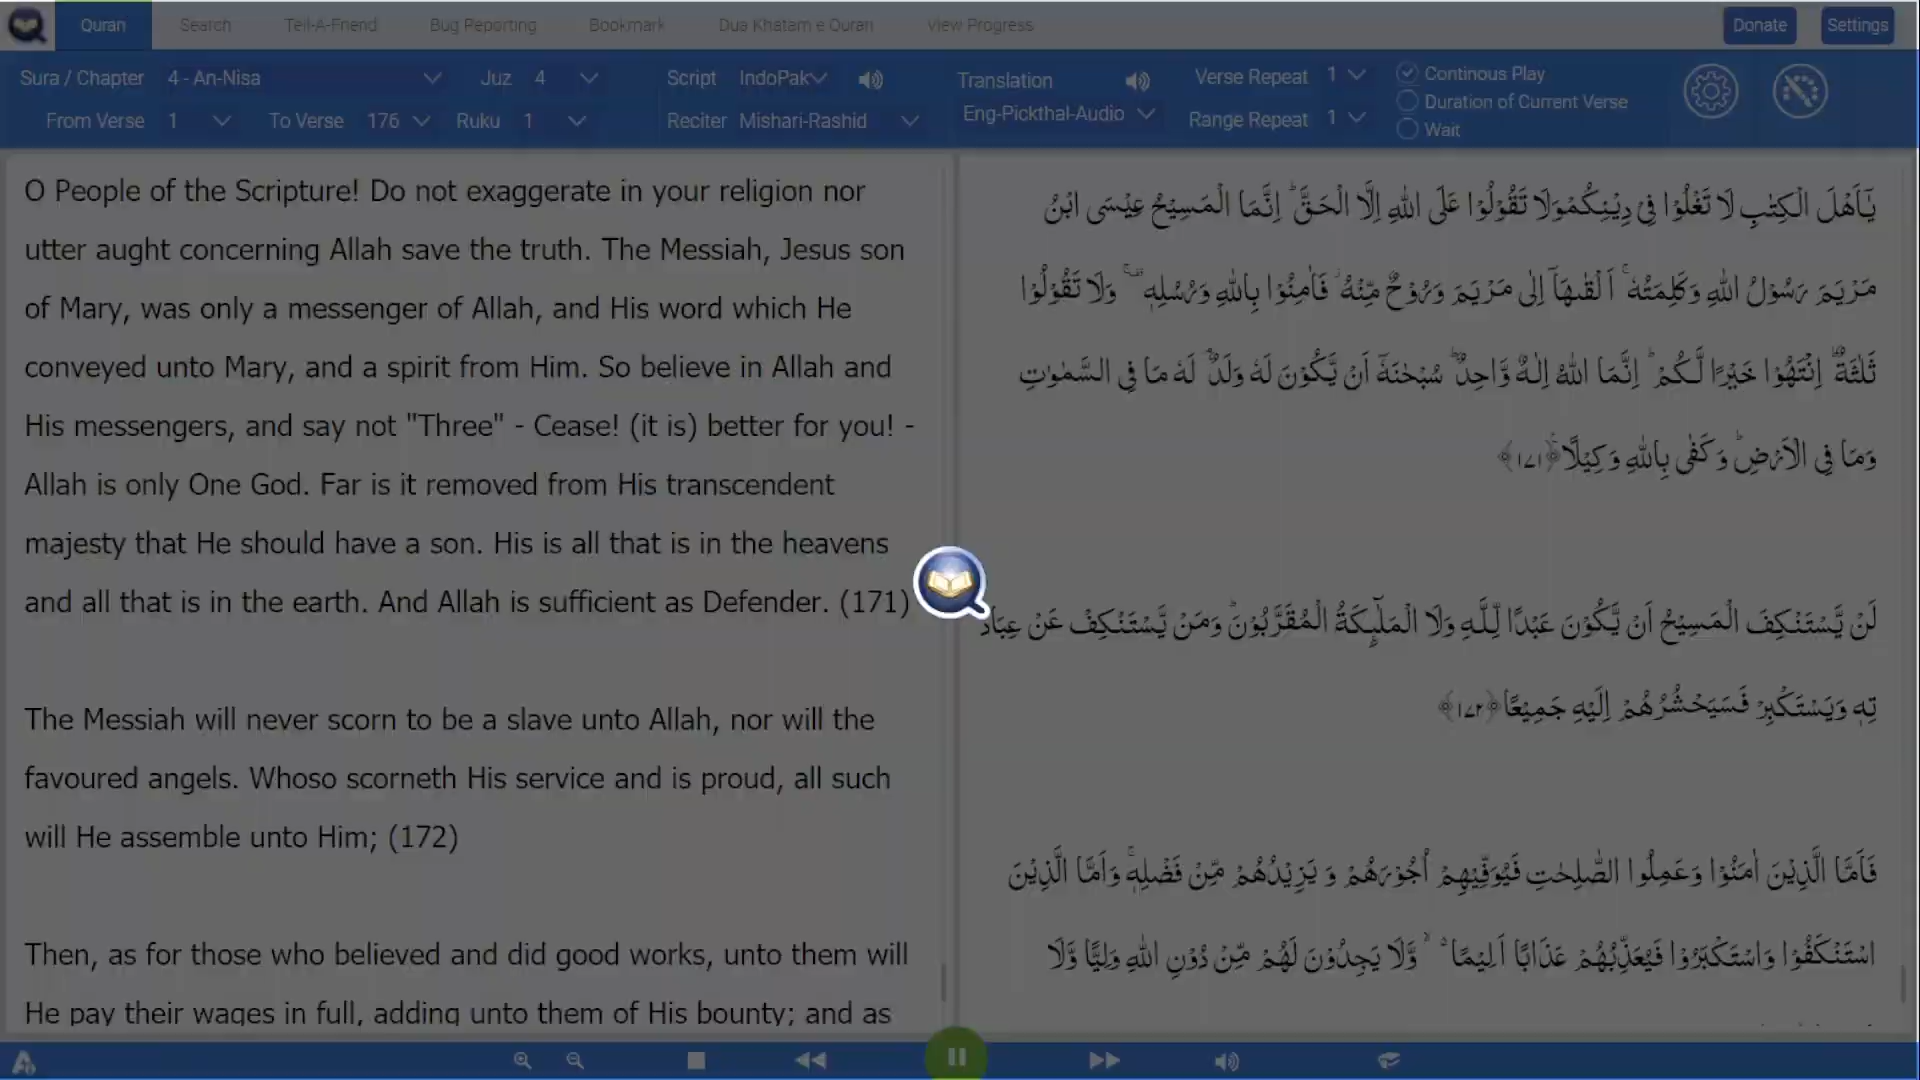 Quran Search Tell-A-Friend Bug Reporting Bookmark Dua Khatam e Quran View Progress Donate Settings
Sura / Chapter 4 - An-Nisa Juz 4 Script IndoPak Translation Verse Repeat 1 Continous Play
Eng-Pickthal-Audio Duration of Current Verse
From Verse 1 To Verse 176 Ruku 1 Reciter Mishari-Rashid Range Repeat 1 Wait
O People of the Scripture! Do not exaggerate in your religion nor
utter aught concerning Allah save the truth. The Messiah, Jesus son
of Mary, was only a messenger of Allah, and His word which He
conveyed unto Mary, and a spirit from Him. So believe in Allah and
His messengers, and say not "Three" - Cease! (it is) better for you! -
Allah is only One God. Far is it removed from His transcendent
majesty that He should have a son. His is all that is in the heavens
and all that is in the earth. And Allah is sufficient as Defender. (171)
The Messiah will never scorn to be a slave unto Allah, nor will the
favoured angels. Whoso scorneth His service and is proud, all such
will He assemble unto Him; (172)
Then, as for those who believed and did good works, unto them will
He pay their wages in full, adding unto them of His bounty; and as
يٰۤاَهْلَ الْكِتٰبِ لَا تَغْلُوْا فِىْ دِيْنِكُمْوَلَا تَقُوْلُوْا عَلَى اللهِ اِلَّا الْحَقَّ ؕ اِنَّمَا الْمَسِيْحُ عِيْسَى ابْنُ
مَرْيَمَ رَسُوْلُ اللهِ وَكَلِمَتُهٗ ۚ اَ لْقٰٮهَاۤ اِلٰى مَرْيَمَ وَرُوْحٌ مِّنْهُ ؗ فَاٰمِنُوْا بِاللهِ وَرُسُلِهٖ ۚ وَلَا تَقُوْلُوْا
ثَلٰثَةٌ ؕ اِنْتَهُوْا خَيْرًا لَّـكُمْ ؕ اِنَّمَا اللهُ اِلٰـهٌ وَّاحِدٌ ؕ سُبْحٰنَهٗۤ اَنْ يَّكُوْنَ لَهٗ وَلَدٌ ۘ لَهٗ مَا فِى السَّمٰوٰتِ
وَمَا فِى الْاَرْضِ ؕ وَكَفٰى بِاللهِ وَكِيْلًا ﴿۱۷۱﴾
لَنْ يَّسْتَنْكِفَ الْمَسِيْحُ اَنْ يَّكُوْنَ عَبْدًا لِّـلَّـهِ وَلَا الْمَلٰٓٮِٕكَةُ الْمُقَرَّبُوْنَ ؕ وَمَنْ يَّسْتَنْكِفْ عَنْ عِبَادَ
تِهٖ وَيَسْتَكْبِرْ فَسَيَحْشُرُهُمْ اِلَيْهِ جَمِيْعًا ﴿۱۷۲﴾
فَاَمَّا الَّذِيْنَ اٰمَنُوْا وَعَمِلُوا الصّٰلِحٰتِ فَيُوَفِّيْهِمْ اُجُوْرَهُمْ وَ يَزِيْدُهُمْ مِّنْ فَضْلِهٖ ۚ وَاَمَّا الَّذِيْنَ
اسْتَنْكَفُوْا وَاسْتَكْبَرُوْا فَيُعَذِّبُهُمْ عَذَابًا اَ لِيْمًا ۙ وَّلَا يَجِدُوْنَ لَهُمْ مِّنْ دُوْنِ اللهِ وَلِيًّا وَّلَا